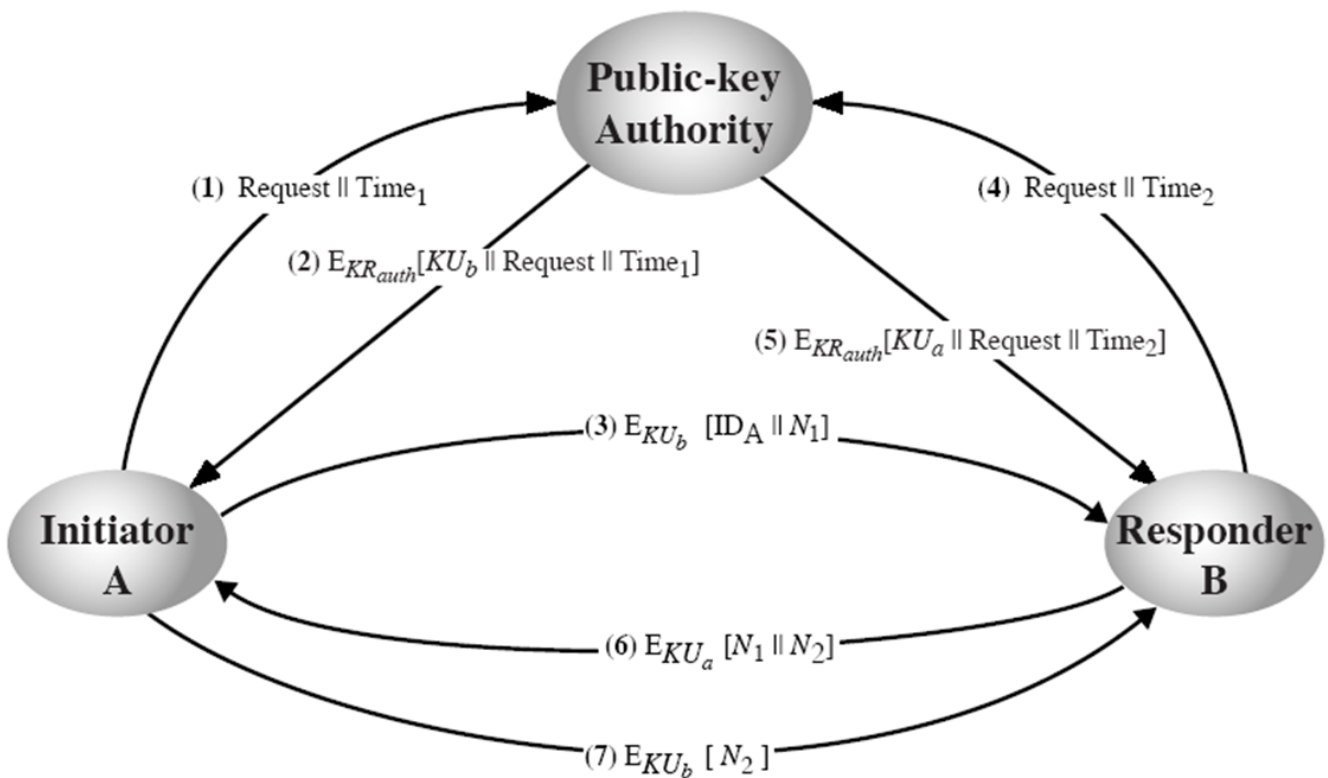 Public-key
Authority
(1) Request || Time1
(4) Request || Time2
(2) EKRauth[KUb || Request || Time1]
(5) EKRauth[KUa || Request || Time2]
(3) EKUb [IDA || N1]
Initiator
A
Responder
B
(6) EKUa [N1 || N2]
(7) EKUb [ N2 ]